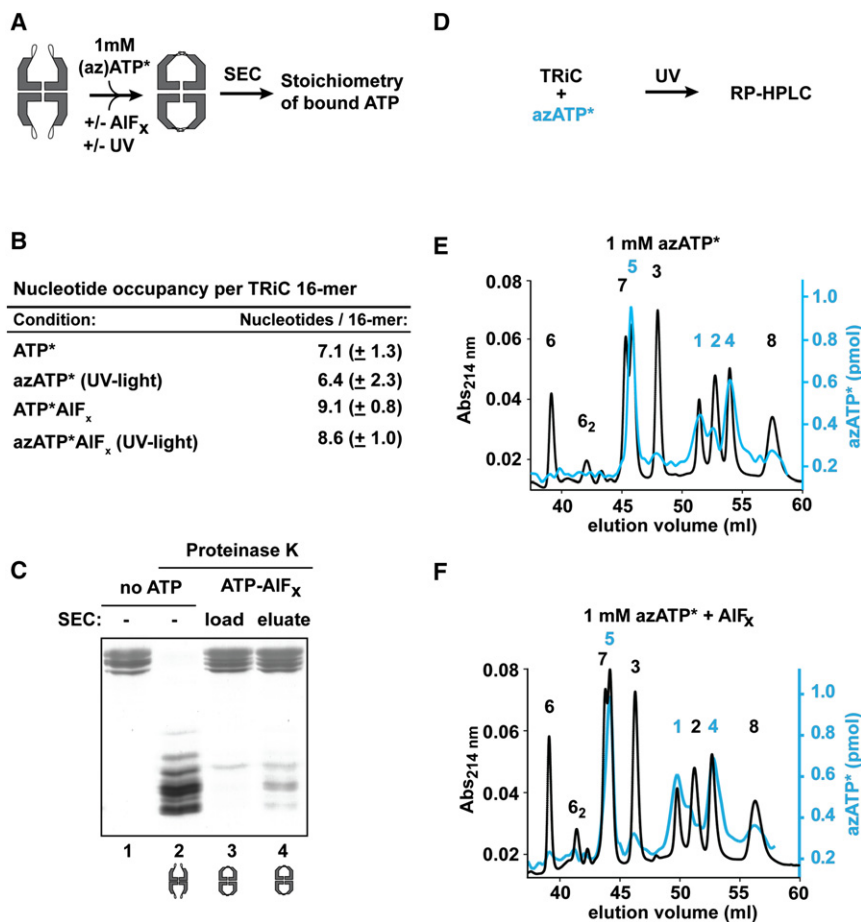 A
1mM
(az)ATP*
+/- AlFx
+/- UV
SEC
Stoichiometry
of bound ATP
D
TRiC
+
azATP*
UV
RP-HPLC
B
Nucleotide occupancy per TRiC 16-mer
Condition: Nucleotides / 16-mer:
ATP* 7.1 (± 1.3)
azATP* (UV-light) 6.4 (± 2.3)
ATP*AlFx 9.1 (± 0.8)
azATP*AlFx (UV-light) 8.6 (± 1.0)
C
Proteinase K
no ATP ATP-AlFx
SEC: - - load eluate
1 2 3 4
E
1 mM azATP*
5
7 3
6 1 2 4 8
6₂
0.08
0.06
0.04
0.02
Abs214 nm
1.0
0.8
0.6
0.4
0.2
azATP* (pmol)
40 45 50 55 60
elution volume (ml)
F
1 mM azATP* + AlFx
5
7 3
6 1 2 4 8
6₂
0.08
0.06
0.04
0.02
Abs214 nm
1.0
0.8
0.6
0.4
0.2
azATP* (pmol)
40 45 50 55 60
elution volume (ml)